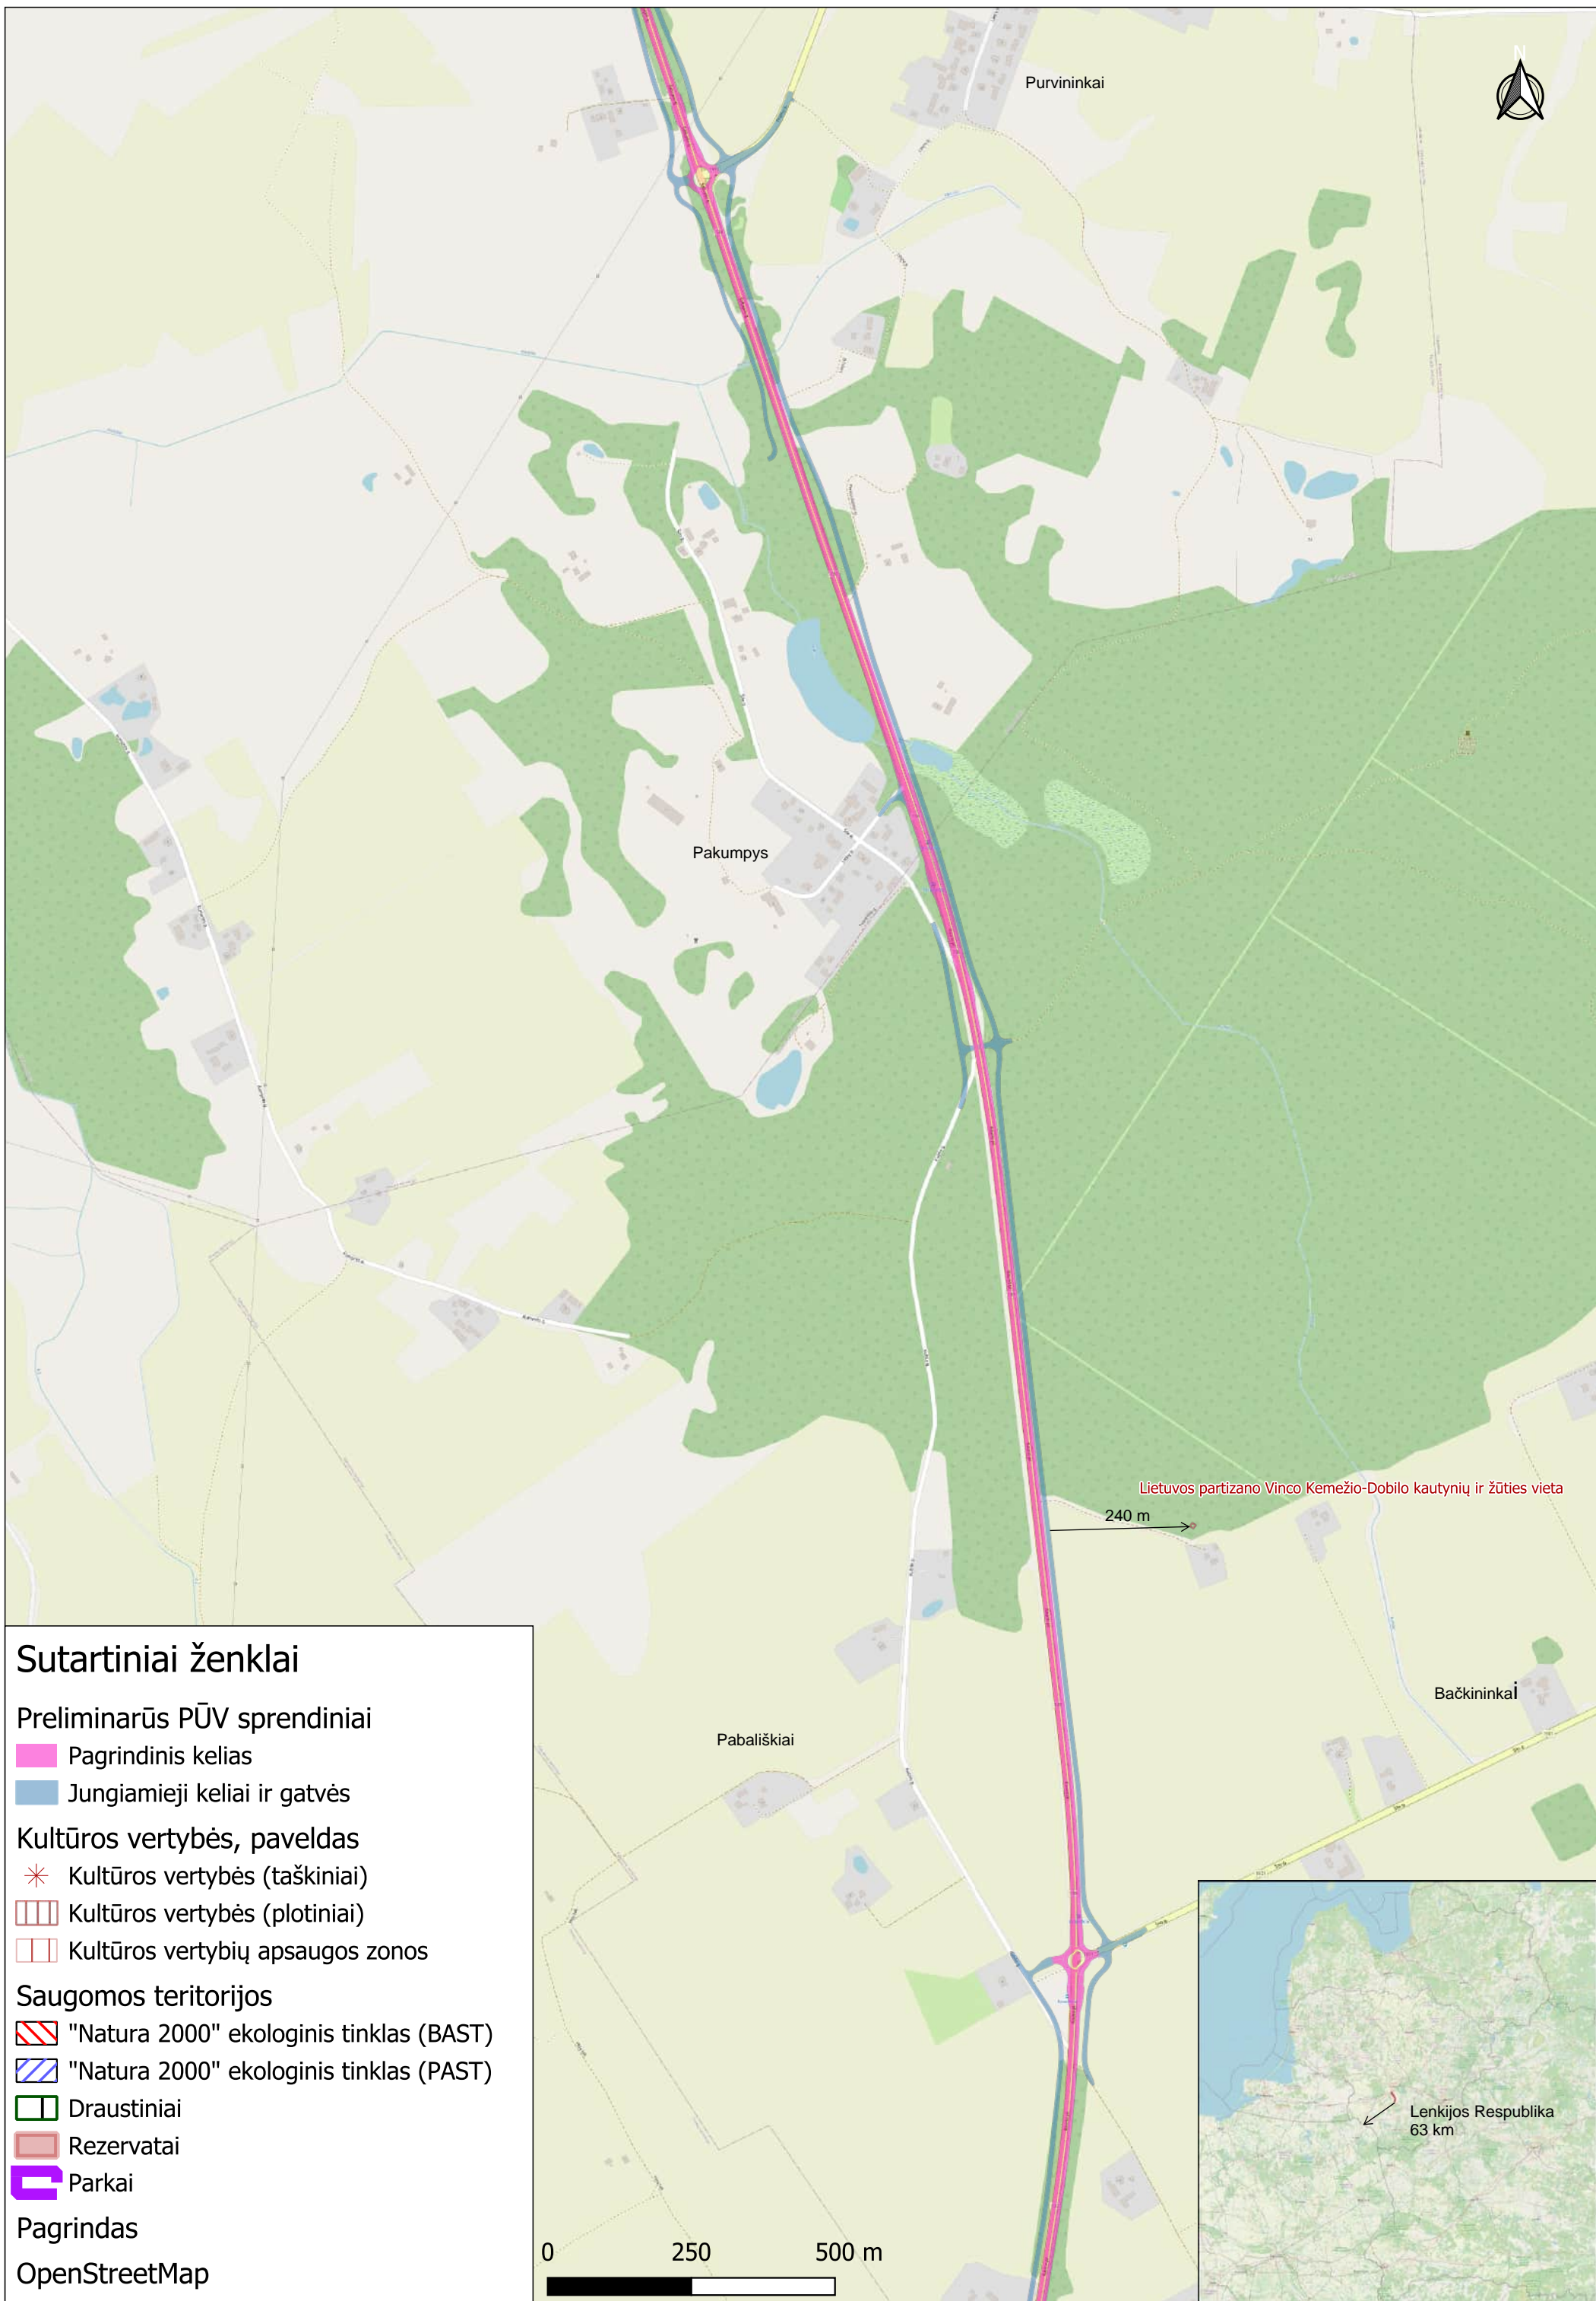 N
Purvininkai
Pakumpys
Lietuvos partizano Vinco Kemežio-Dobilo kautynių ir žūties vieta
240 m
Bačkininkai
Pabališkiai
Sutartiniai ženklai
Preliminarūs PŪV sprendiniai
Pagrindinis kelias
Jungiamieji keliai ir gatvės
Kultūros vertybės, paveldas
Kultūros vertybės (taškiniai)
Kultūros vertybės (plotiniai)
Kultūros vertybių apsaugos zonos
Saugomos teritorijos
"Natura 2000" ekologinis tinklas (BAST)
"Natura 2000" ekologinis tinklas (PAST)
Draustiniai
Rezervatai
Parkai
Pagrindas
OpenStreetMap
0 250 500 m
Lenkijos Respublika
63 km